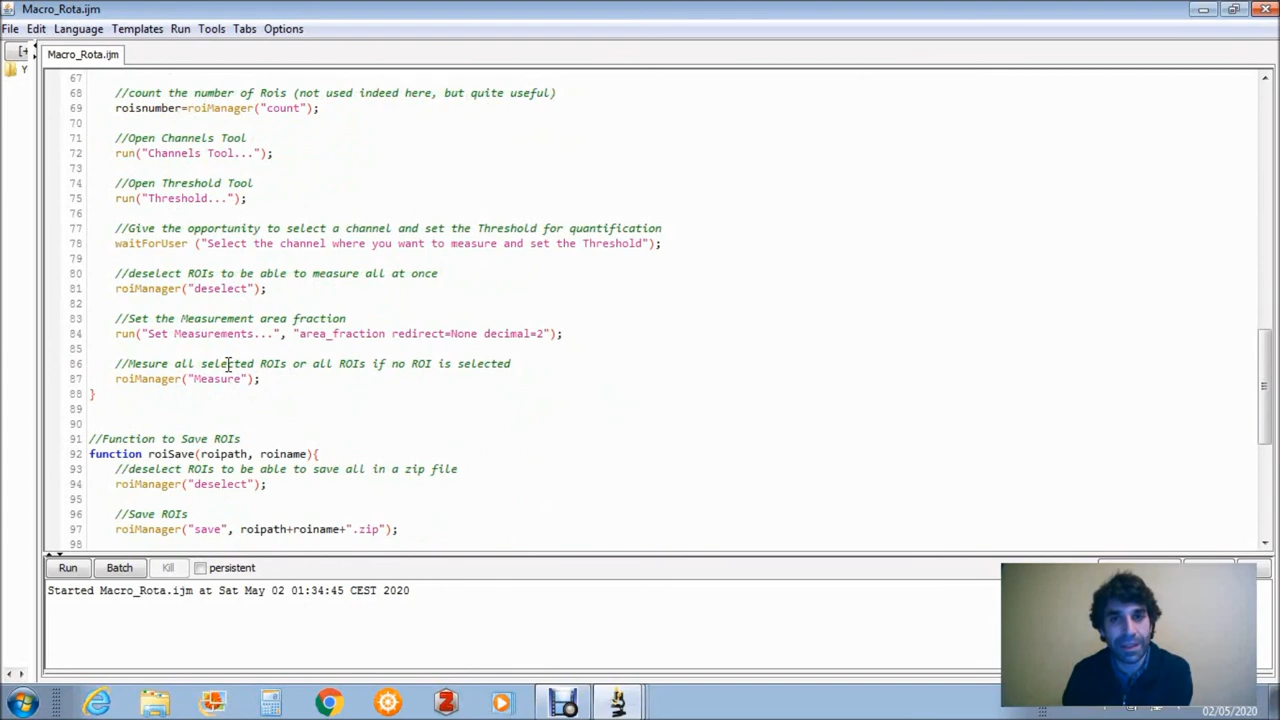 Macro_Rota.ijm
File Edit Language Templates Run Tools Tabs Options
[+
Macro_Rota.ijm
Y
67
68 //count the number of Rois (not used indeed here, but quite useful)
69 roisnumber=roiManager("count");
70
71 //Open Channels Tool
72 run("Channels Tool...");
73
74 //Open Threshold Tool
75 run("Threshold...");
76
77 //Give the opportunity to select a channel and set the Threshold for quantification
78 waitForUser ("Select the channel where you want to measure and set the Threshold");
79
80 //deselect ROIs to be able to measure all at once
81 roiManager("deselect");
82
83 //Set the Measurement area fraction
84 run("Set Measurements...", "area_fraction redirect=None decimal=2");
85
86 //Mesure all selected ROIs or all ROIs if no ROI is selected
87 roiManager("Measure");
88 }
89
90
91 //Function to Save ROIs
92 function roiSave(roipath, roiname){
93 //deselect ROIs to be able to save all in a zip file
94 roiManager("deselect");
95
96 //Save ROIs
97 roiManager("save", roipath+roiname+".zip");
98
Run Batch Kill persistent
Started Macro_Rota.ijm at Sat May 02 01:34:45 CEST 2020
02/05/2020